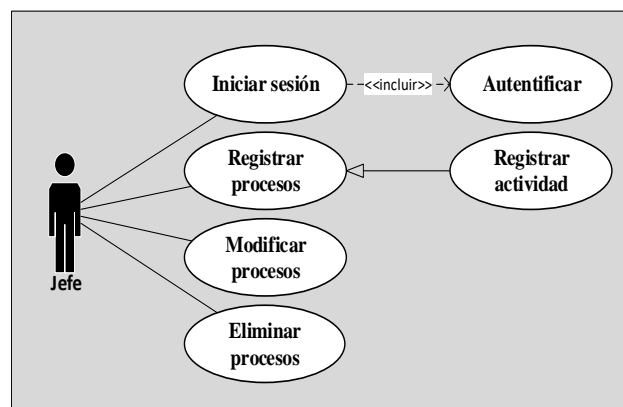 Iniciar sesión
<<incluir>>
Autentificar
Registrar
procesos
Registrar
actividad
Modificar
procesos
Jefe
Eliminar
procesos